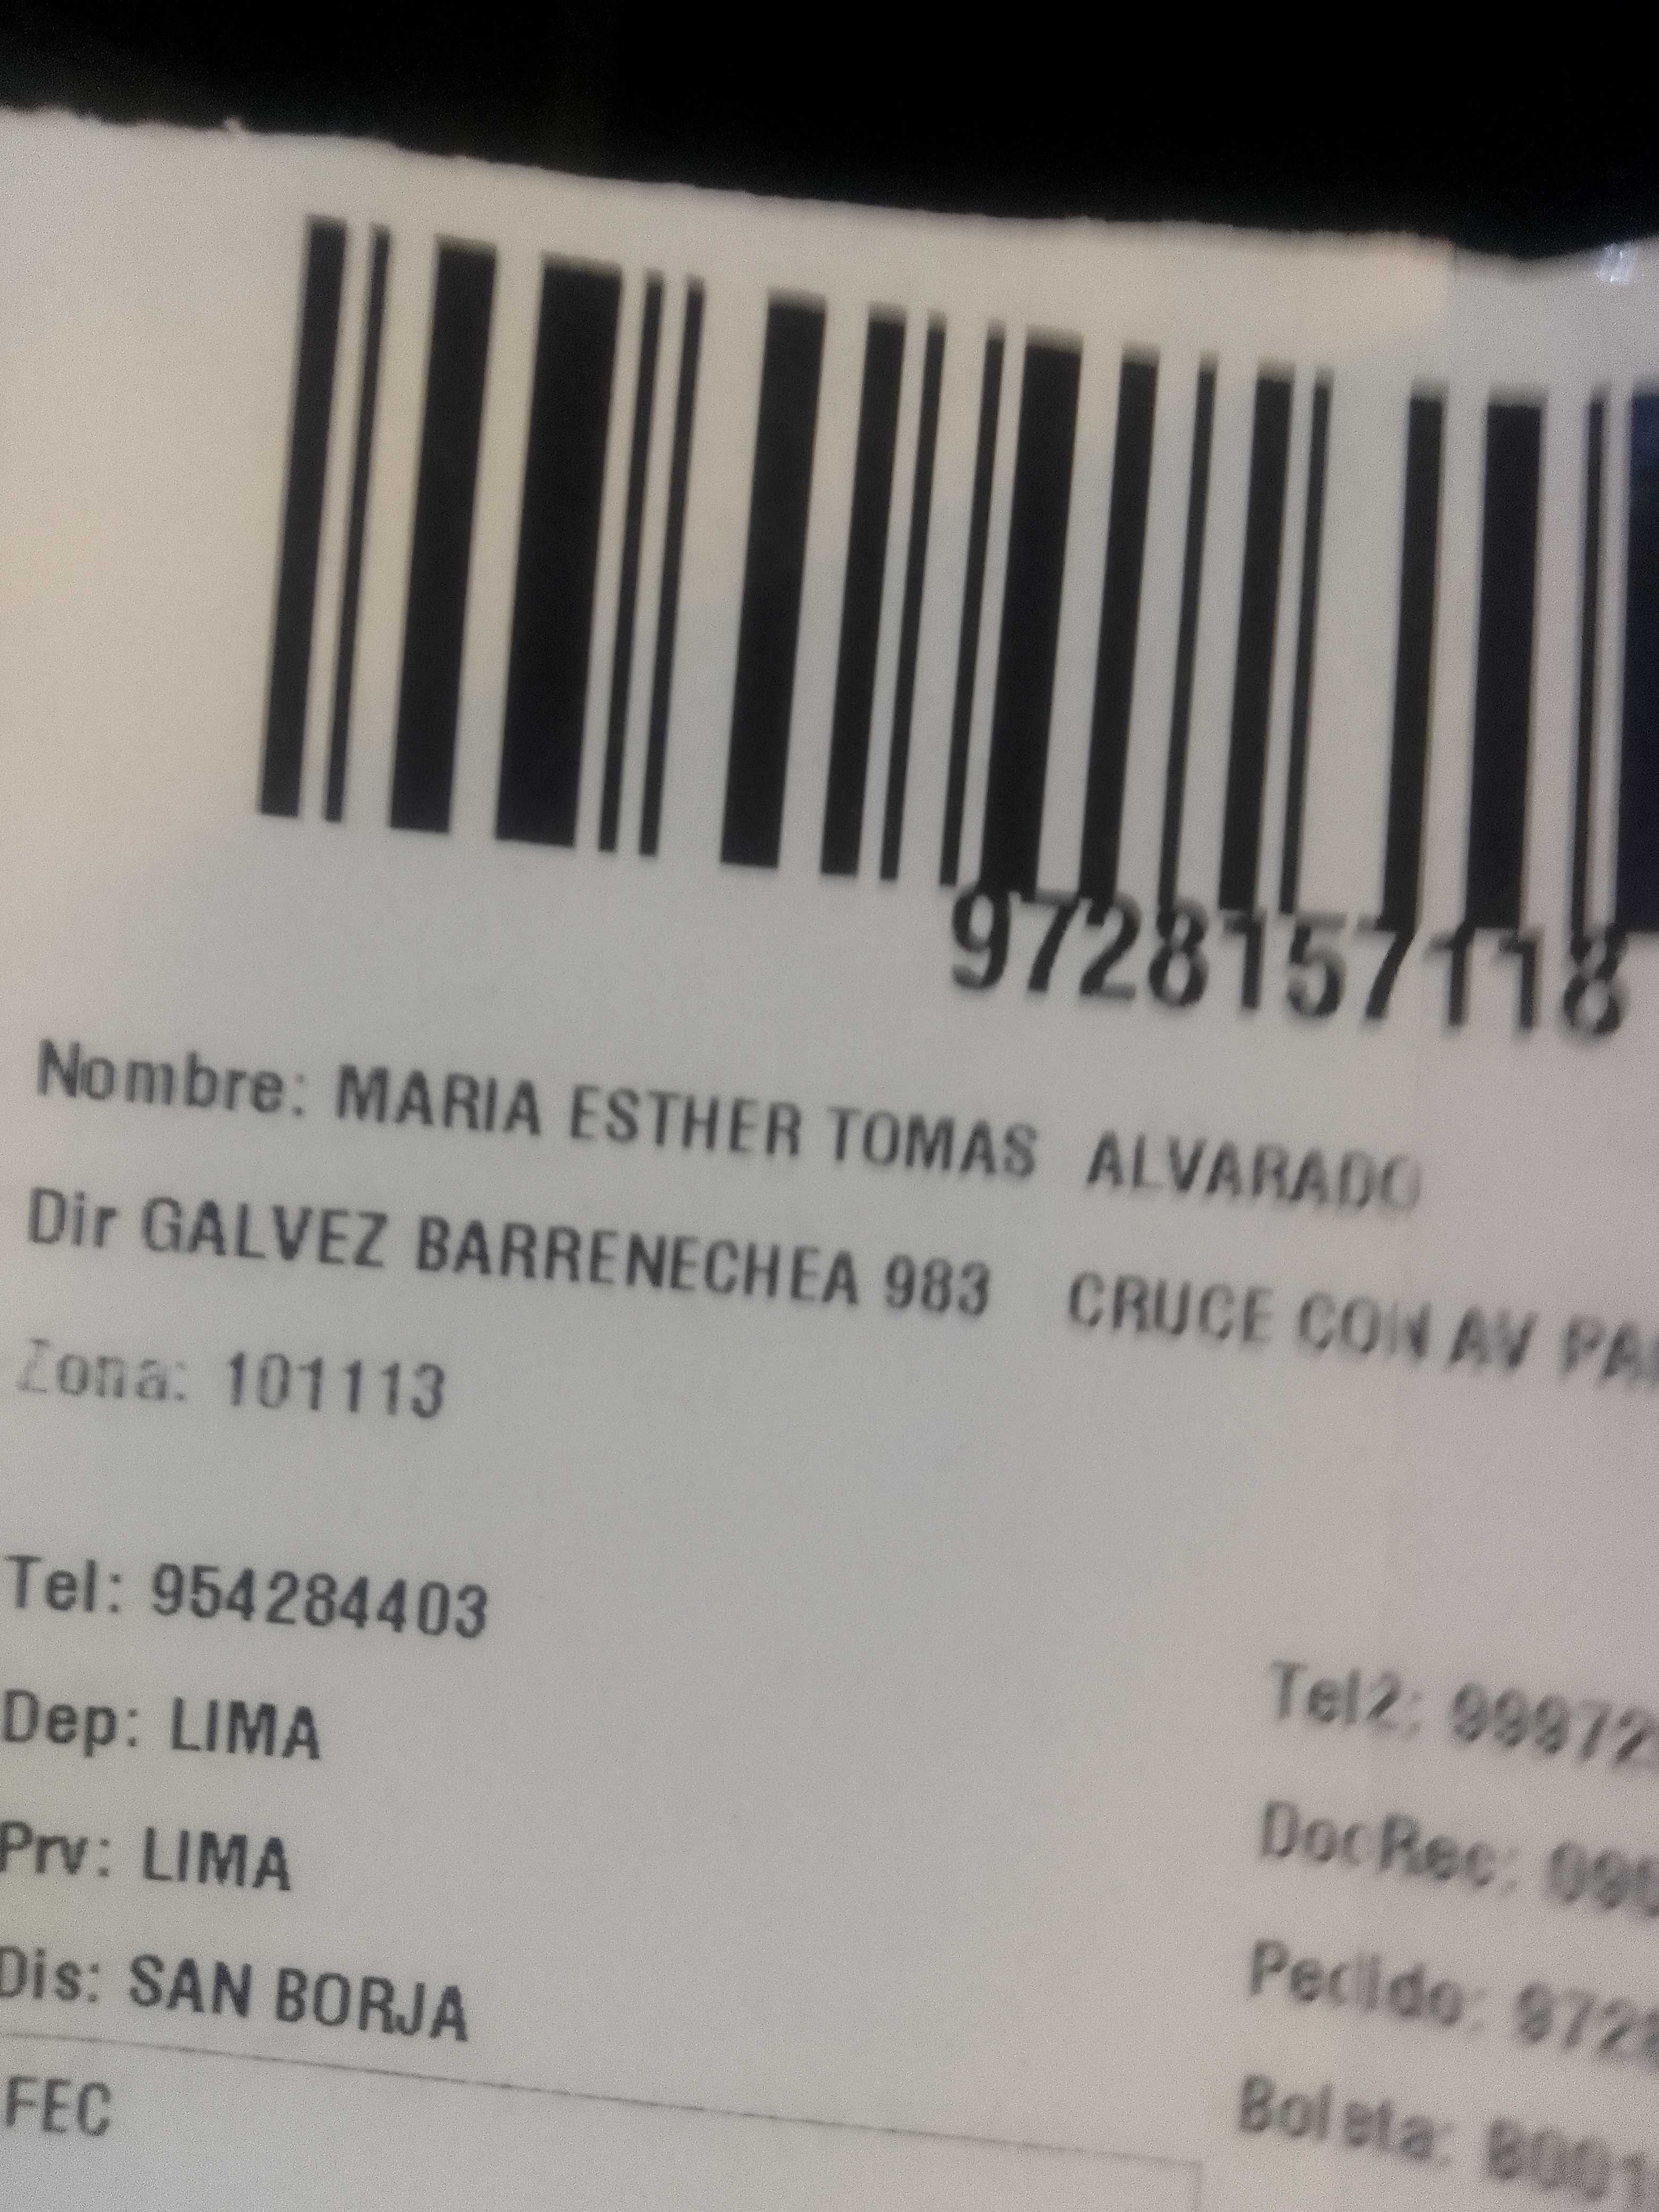 9728157118
Nombre: MARIA ESTHER TOMAS ALVARADO
Dir GALVEZ BARRENECHEA 983 CRUCE CON AV
Zona: 101113
Tel: 954284403
Tel2:
Dep: LIMA
DocRec:
Prv: LIMA
Pedido:
Dis: SAN BORJA
Boleta:
FEC